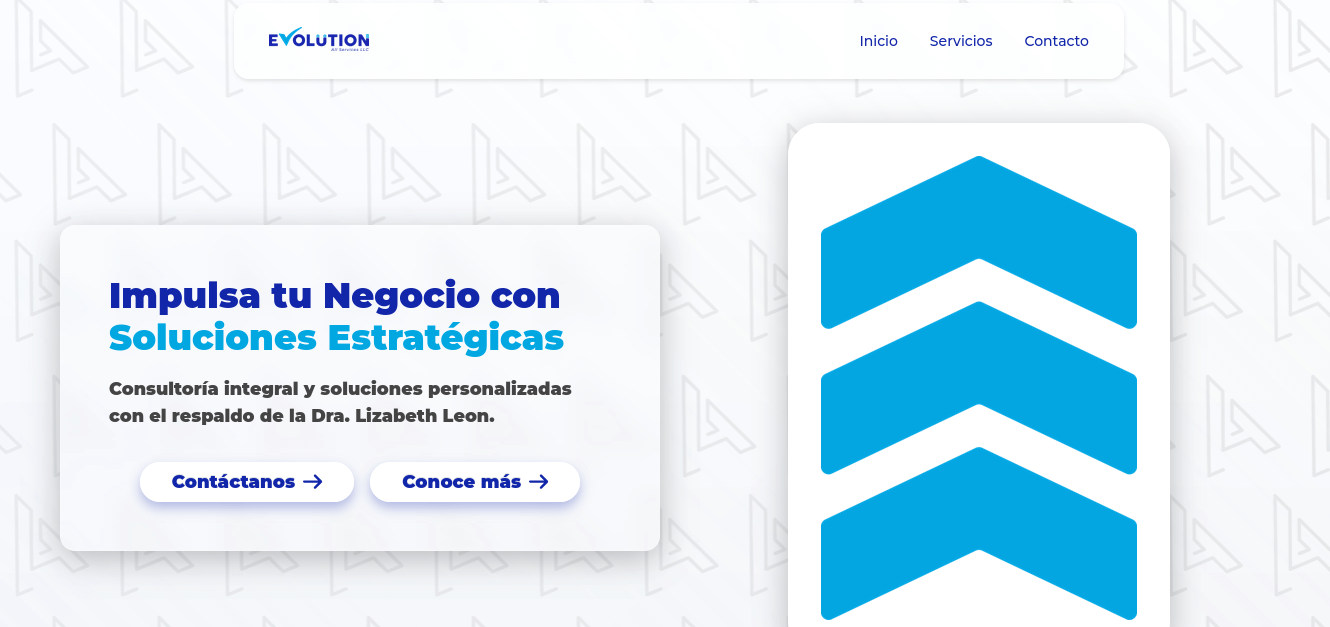 EVOLUTION
All Services LLC
Inicio Servicios Contacto
Impulsa tu Negocio con
Soluciones Estratégicas
Consultoría integral y soluciones personalizadas
con el respaldo de la Dra. Lizabeth Leon.
Contáctanos → Conoce más →